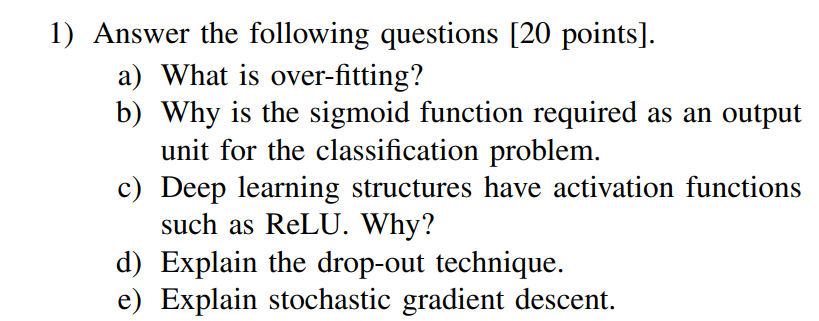 1) Answer the following questions [20 points].
a) What is over-fitting?
b) Why is the sigmoid function required as an output
unit for the classification problem.
c) Deep learning structures have activation functions
such as ReLU. Why?
d) Explain the drop-out technique.
e) Explain stochastic gradient descent.